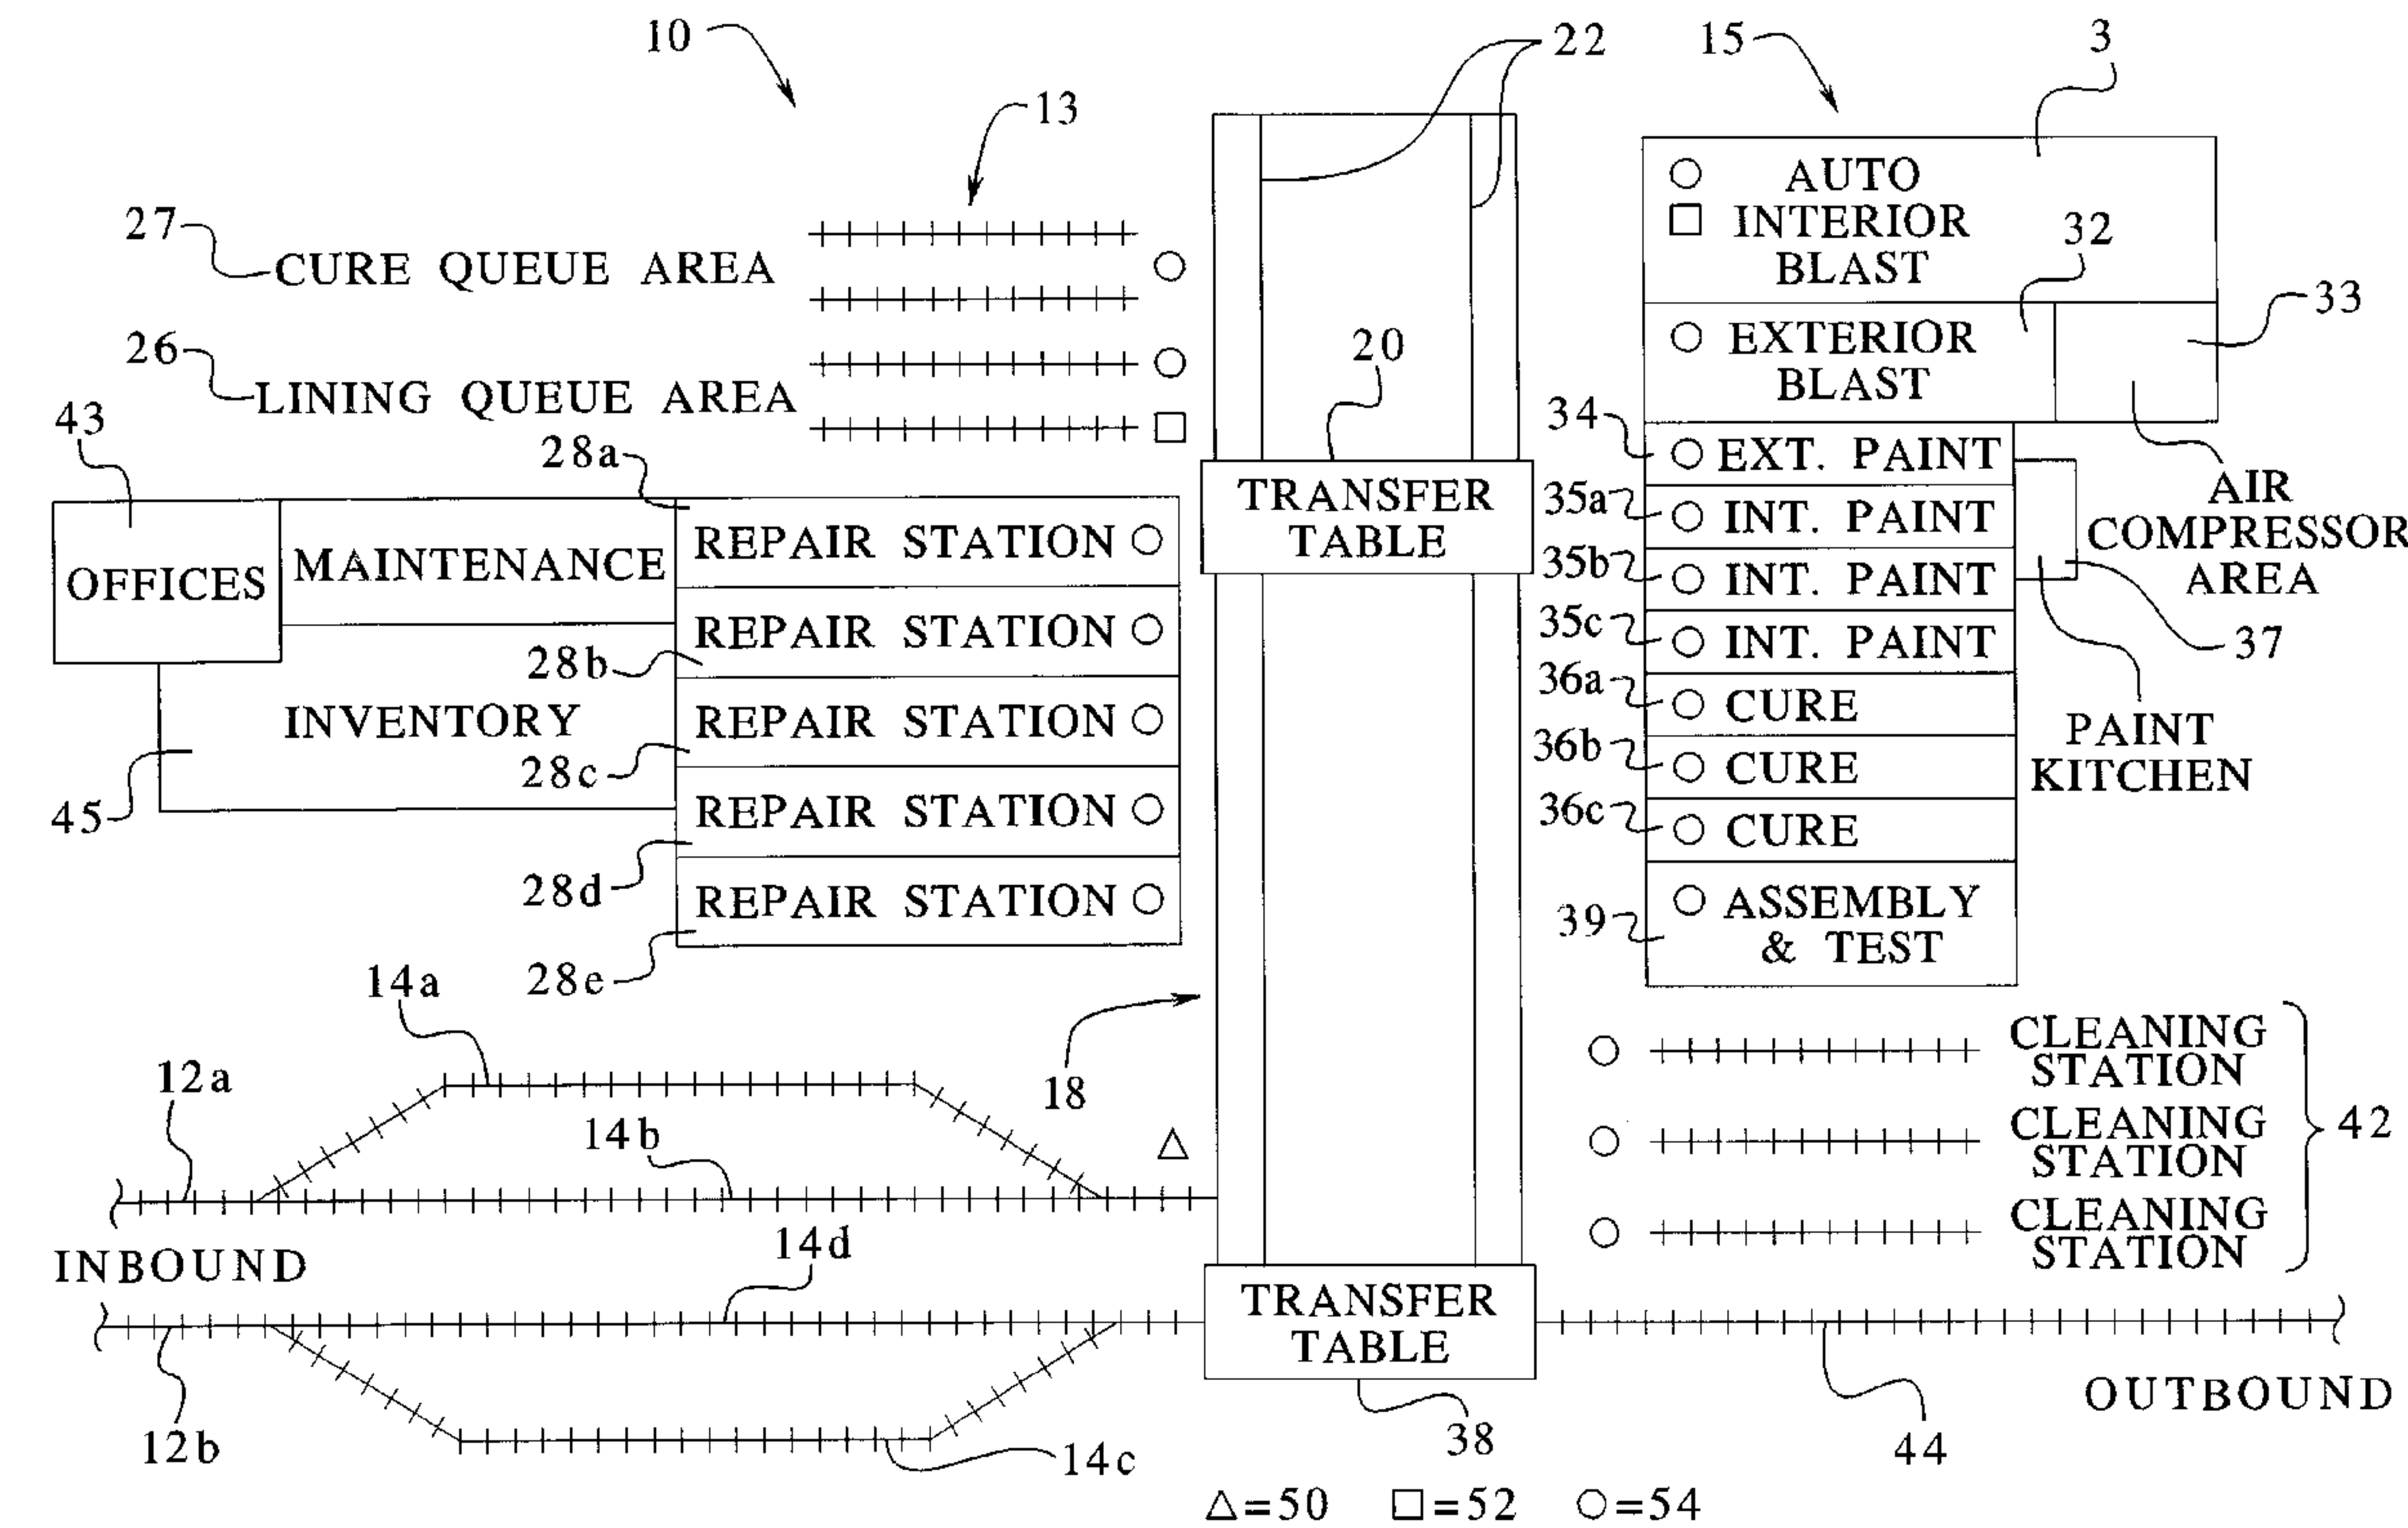 10
22
15
3
13
27
CURE QUEUE AREA
26
LINING QUEUE AREA
○ AUTO
□ INTERIOR
BLAST
32
33
○ EXTERIOR
BLAST
20
43
28a
34
○ EXT. PAINT
35a
○ INT. PAINT
35b
○ INT. PAINT
35c
○ INT. PAINT
36a
○ CURE
36b
○ CURE
36c
○ CURE
39
○ ASSEMBLY
& TEST
AIR
COMPRESSOR
AREA
37
PAINT
KITCHEN
TRANSFER
TABLE
OFFICES
MAINTENANCE
REPAIR STATION ○
REPAIR STATION ○
28b
INVENTORY
REPAIR STATION ○
28c
45
REPAIR STATION ○
28d
REPAIR STATION ○
28e
14a
18
12a
14b
△
CLEANING
STATION
CLEANING
STATION
42
CLEANING
STATION
INBOUND
14d
TRANSFER
TABLE
12b
14c
38
44
OUTBOUND
△=50 □=52 ○=54